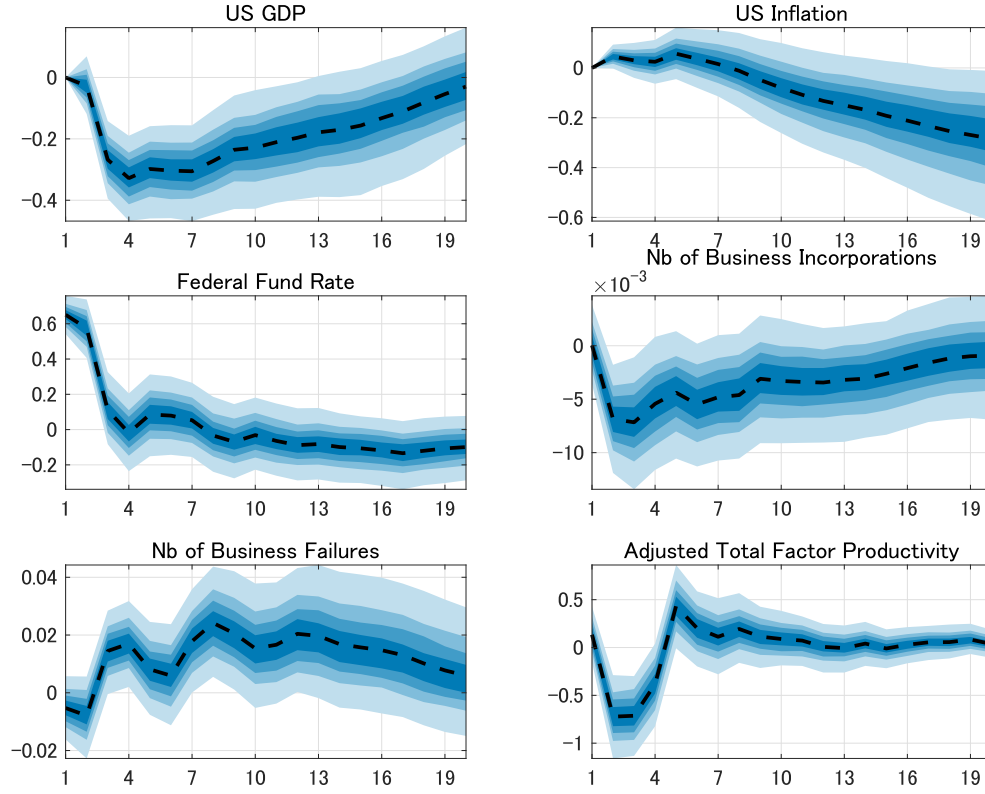 US GDP
US Inflation
0
-0.2
-0.4
0
-0.2
-0.4
-0.6
1 4 7 10 13 16 19
1 4 7 10 13 16 19
Federal Fund Rate
Nb of Business Incorporations
×10⁻³
0.6
0.4
0.2
0
-0.2
0
-5
-10
1 4 7 10 13 16 19
1 4 7 10 13 16 19
Nb of Business Failures
Adjusted Total Factor Productivity
0.04
0.02
0
-0.02
0.5
0
-0.5
-1
1 4 7 10 13 16 19
1 4 7 10 13 16 19